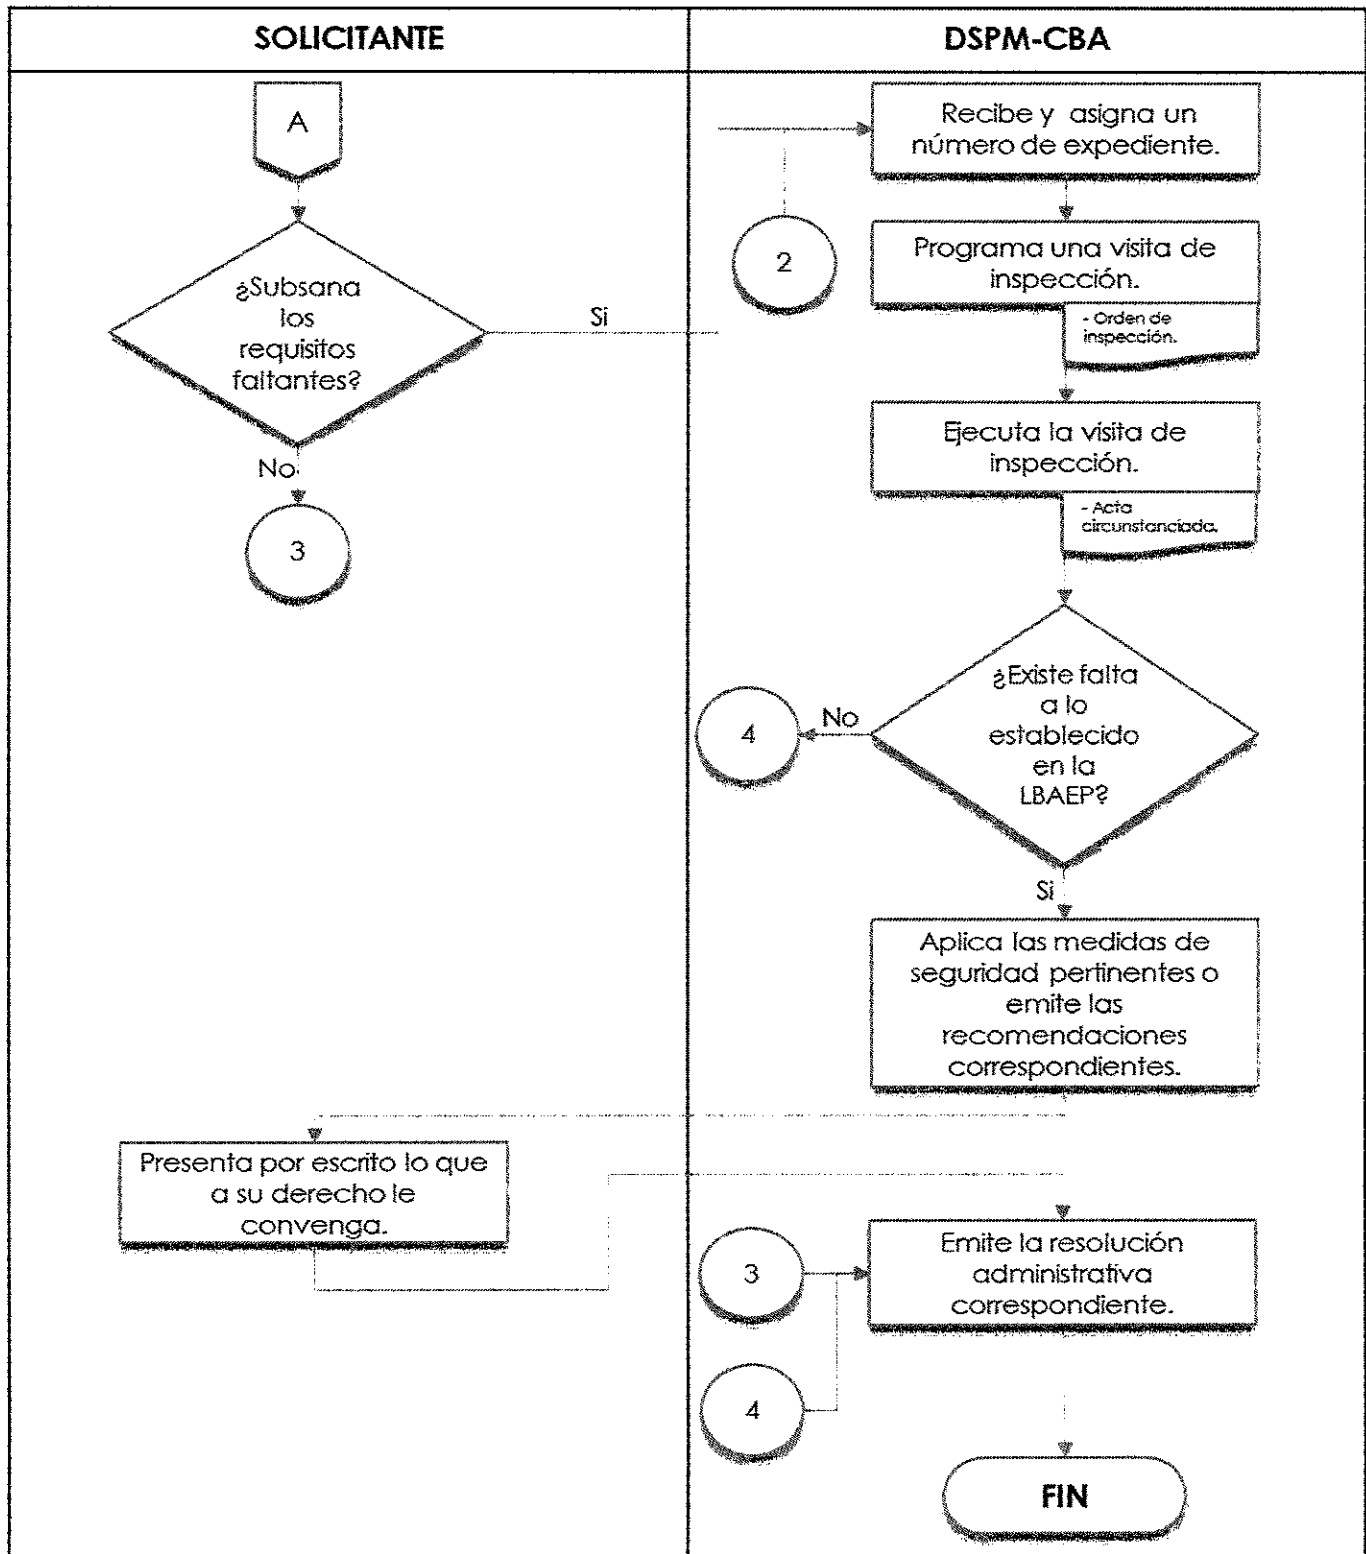 SOLICITANTE
DSPM-CBA
A
Recibe y asigna un
número de expediente.
2
Programa una visita de
inspección.
- Orden de
inspección.
¿Subsana
los
requisitos
faltantes?
Si
No
3
Ejecuta la visita de
inspección.
- Acta
circunstanciada.
¿Existe falta
a lo
establecido
en la
LBAEP?
No
4
Si
Aplica las medidas de
seguridad pertinentes o
emite las
recomendaciones
correspondientes.
Presenta por escrito lo que
a su derecho le
convenga.
3
Emite la resolución
administrativa
correspondiente.
4
FIN